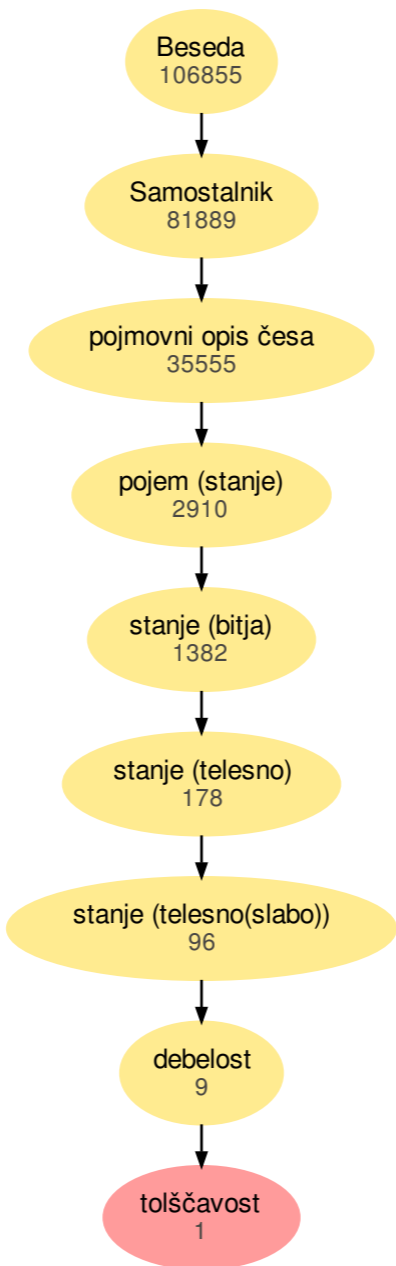 Beseda
106855
Samostalnik
81889
pojmovni opis česa
35555
pojem (stanje)
2910
stanje (bitja)
1382
stanje (telesno)
178
stanje (telesno(slabo))
96
debelost
9
tolščavost
1